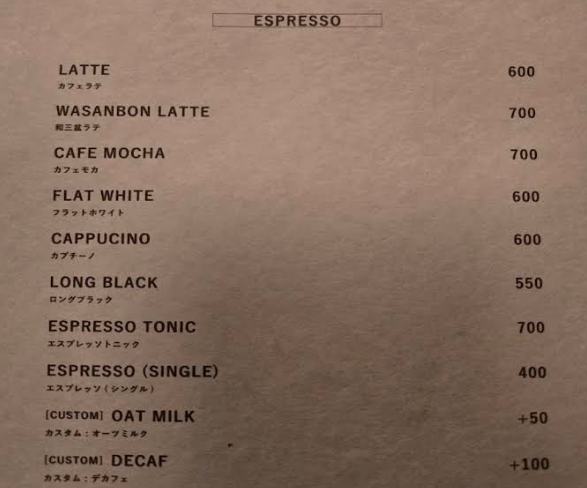 ESPRESSO
LATTE 600
カフェラテ
WASANBON LATTE 700
和三盆ラテ
CAFE MOCHA 700
カフェモカ
FLAT WHITE 600
フラットホワイト
CAPPUCINO 600
カプチーノ
LONG BLACK 550
ロングブラック
ESPRESSO TONIC 700
エスプレッソトニック
ESPRESSO (SINGLE) 400
エスプレッソ(シングル)
[CUSTOM] OAT MILK +50
カスタム:オーツミルク
[CUSTOM] DECAF +100
カスタム:デカフェ